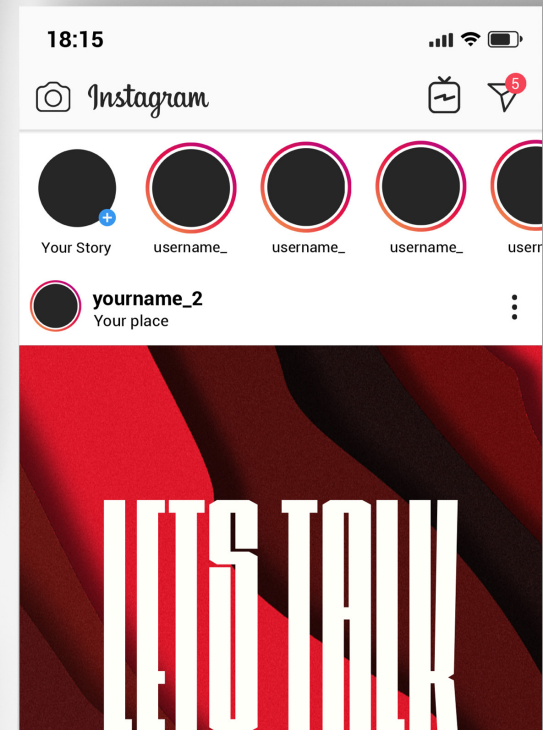 18:15
Instagram
5
Your Story
username_
username_
username_
yourname_2
Your place
LETS TALK